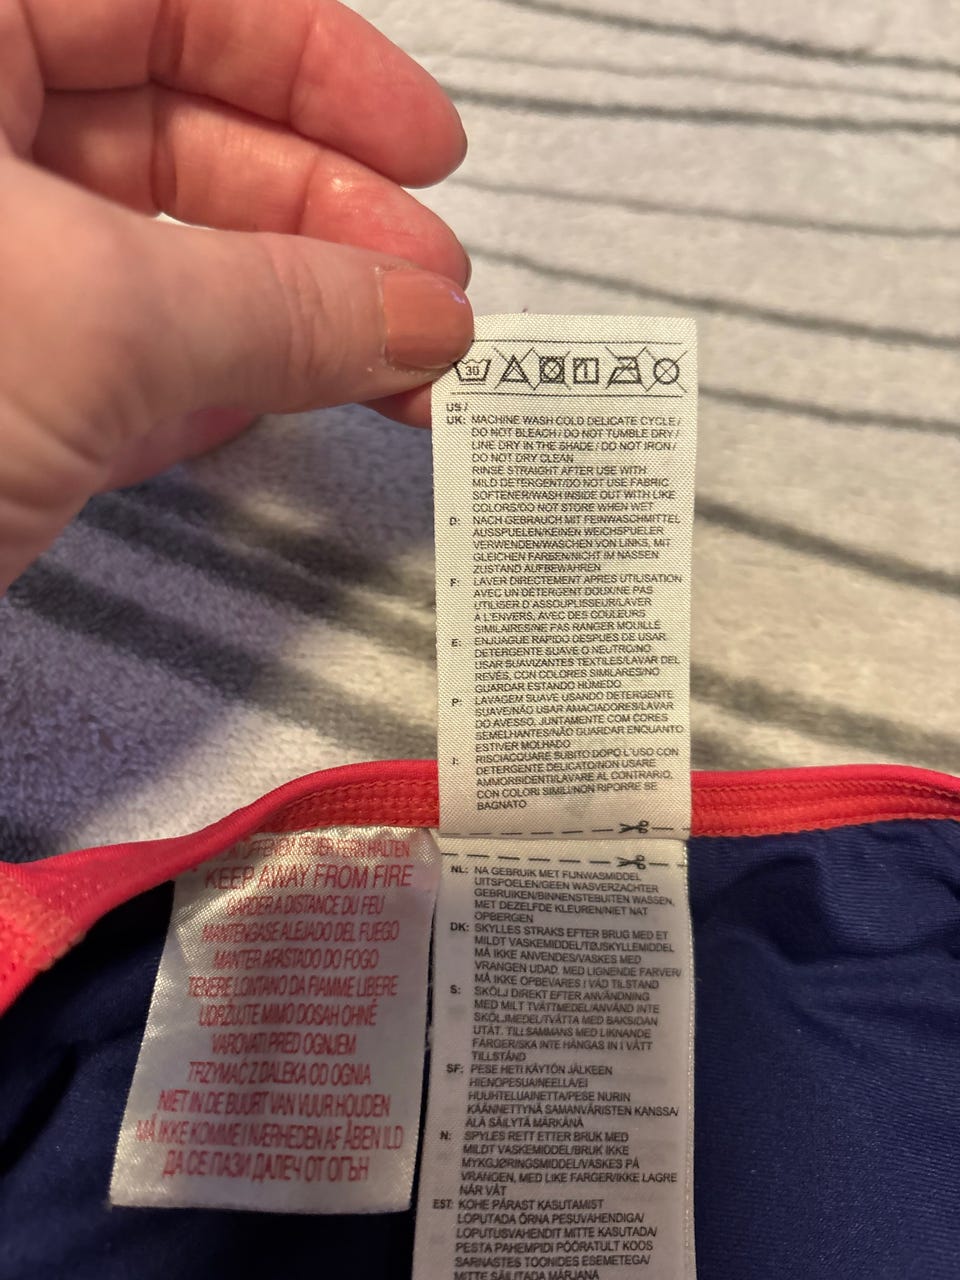 30
US /
UK: MACHINE WASH COLD DELICATE CYCLE /
DO NOT BLEACH / DO NOT TUMBLE DRY /
LINE DRY IN THE SHADE / DO NOT IRON /
DO NOT DRY CLEAN
RINSE STRAIGHT AFTER USE WITH
MILD DETERGENT/DO NOT USE FABRIC
SOFTENER/WASH INSIDE OUT WITH LIKE
COLORS/DO NOT STORE WHEN WET
D: NACH GEBRAUCH MIT FEINWASCHMITTEL
AUSSPUELEN/KEINEN WEICHSPUELER
VERWENDEN/WASCHEN VON LINKS, MIT
GLEICHEN FARBEN/NICHT IM NASSEN
ZUSTAND AUFBEWAHREN
F: LAVER DIRECTEMENT APRES UTILISATION
AVEC UN DÉTERGENT DOUX/NE PAS
UTILISER D'ASSOUPLISSEUR/LAVER
À L'ENVERS, AVEC DES COULEURS
SIMILAIRES/NE PAS RANGER MOUILLÉ
E: ENJUAGUE RAPIDO DESPUES DE USAR.
DETERGENTE SUAVE O NEUTRO/NO
USAR SUAVIZANTES TEXTILES/LAVAR DEL
REVÉS, CON COLORES SIMILARES/NO
GUARDAR ESTANDO HÚMEDO
P: LAVAGEM SUAVE USANDO DETERGENTE
SUAVE/NÃO USAR AMACIADORES/LAVAR
DO AVESSO, JUNTAMENTE COM CORES
SEMELHANTES/NÃO GUARDAR ENCUANTO
ESTIVER MOLHADO
I: RISCIACQUARE SUBITO DOPO L'USO CON
DETERGENTE DELICATO/NON USARE
AMMORBIDENTI/LAVARE AL CONTRARIO,
CON COLORI SIMILI/NON RIPORRE SE
BAGNATO
OFFENEM FEUER FERN HALTEN
KEEP AWAY FROM FIRE
GARDER A DISTANCE DU FEU
MANTENGASE ALEJADO DEL FUEGO
MANTER AFASTADO DO FOGO
TENERE LONTANO DA FIAMME LIBERE
UDRZUJTE MIMO DOSAH OHNĚ
VAROVATI PRED OGNJEM
TRZYMAĆ Z DALEKA OD OGNIA
NIET IN DE BUURT VAN VUUR HOUDEN
MÅ IKKE KOMME I NÆRHEDEN AF ÅBEN ILD
ДА СЕ ПАЗИ ДАЛЕЧ ОТ ОГЪН
NL: NA GEBRUIK MET FIJNWASMIDDEL
UITSPOELEN/GEEN WASVERZACHTER
GEBRUIKEN/BINNENSTEBUITEN WASSEN,
MET DEZELFDE KLEUREN/NIET NAT
OPBERGEN
DK: SKYLLES STRAKS EFTER BRUG MED ET
MILDT VASKEMIDDEL/TØJSKYLLEMIDDEL
MÅ IKKE ANVENDES/VASKES MED
VRANGEN UDAD, MED LIGNENDE FARVER/
MÅ IKKE OPBEVARES I VÅD TILSTAND
S: SKÖLJ DIREKT EFTER ANVÄNDNING
MED MILT TVÄTTMEDEL/ANVÄND INTE
SKÖLJMEDEL/TVÄTTA MED BAKSIDAN
UTÅT, TILLSAMMANS MED LIKNANDE
FÄRGER/SKA INTE HÄNGAS IN I VÅTT
TILLSTÅND
SF: PESE HETI KÄYTÖN JÄLKEEN
HIENOPESUAINEELLA/EI
HUUHTELUAINETTA/PESE NURIN
KÄÄNNETTYNÄ SAMANVÄRISTEN KANSSA/
ÄLÄ SÄILYTÄ MÄRKÄNÄ
N: SPYLES RETT ETTER BRUK MED
MILDT VASKEMIDDEL/BRUK IKKE
MYKGJØRINGSMIDDEL/VASKES PÅ
VRANGEN, MED LIKE FARGER/IKKE LAGRE
NÅR VÅT
EST: KOHE PÄRAST KASUTAMIST
LOPUTADA ÕRNA PESUVAHENDIGA/
LOPUTUSVAHENDIT MITTE KASUTADA/
PESTA PAHEMPIDI PÖÖRATULT KOOS
SARNASTES TOONIDES ESEMETEGA/
MITTE SÄILITADA MÄRJANA